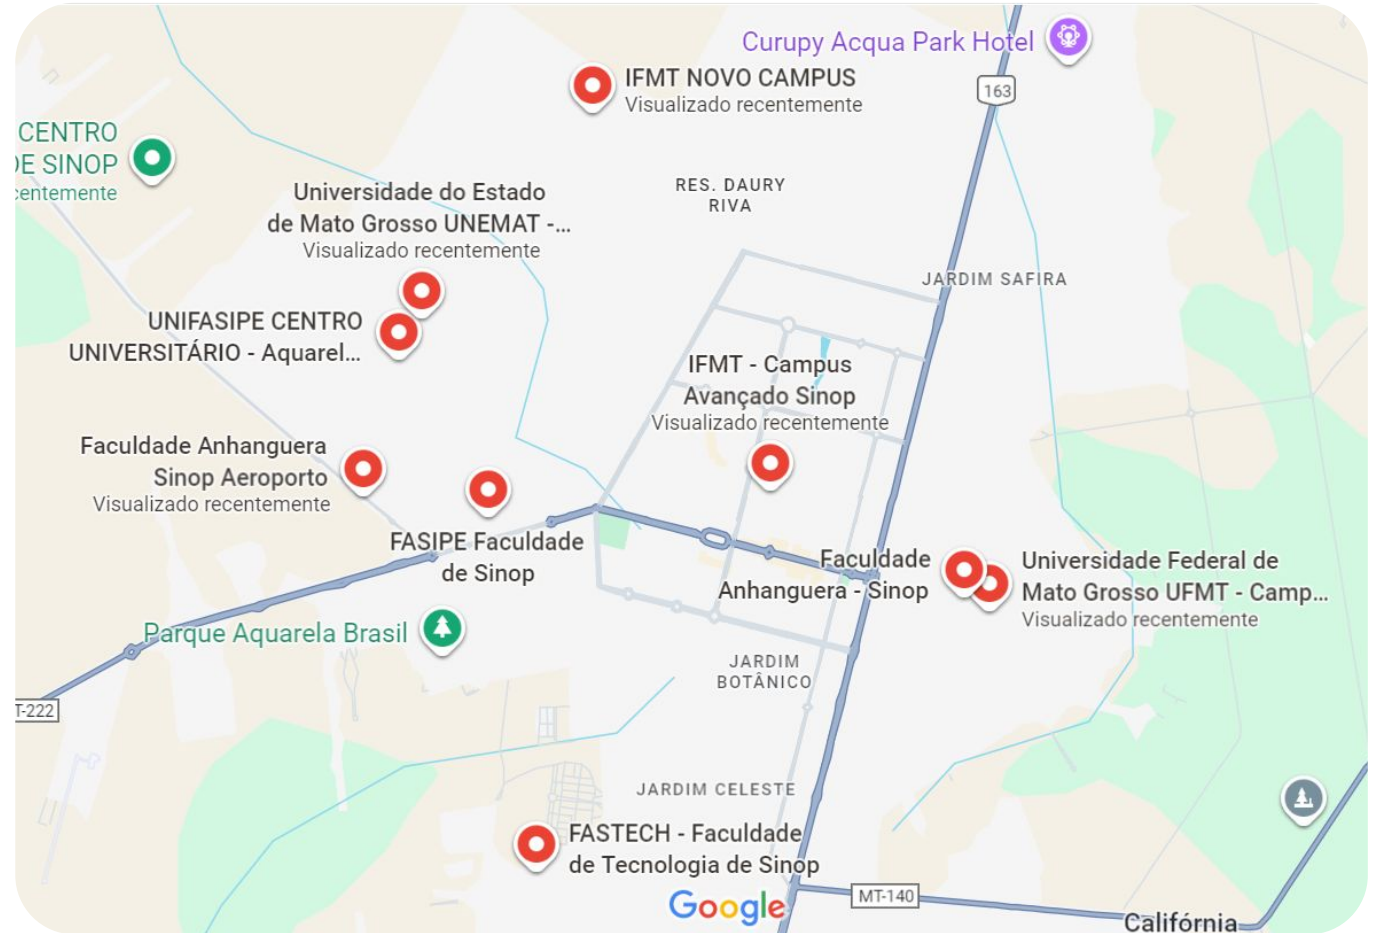 Curupy Acqua Park Hotel
IFMT NOVO CAMPUS
Visualizado recentemente
163
CENTRO
DE SINOP
centemente
Universidade do Estado
de Mato Grosso UNEMAT -...
Visualizado recentemente
RES. DAURY
RIVA
JARDIM SAFIRA
UNIFASIPE CENTRO
UNIVERSITÁRIO - Aquarel...
IFMT - Campus
Avançado Sinop
Visualizado recentemente
Faculdade Anhanguera
Sinop Aeroporto
Visualizado recentemente
FASIPE Faculdade
de Sinop
Faculdade
Anhanguera - Sinop
Universidade Federal de
Mato Grosso UFMT - Camp...
Visualizado recentemente
Parque Aquarela Brasil
JARDIM
BOTÂNICO
T-222
JARDIM CELESTE
FASTECH - Faculdade
de Tecnologia de Sinop
Google
MT-140
Califórnia